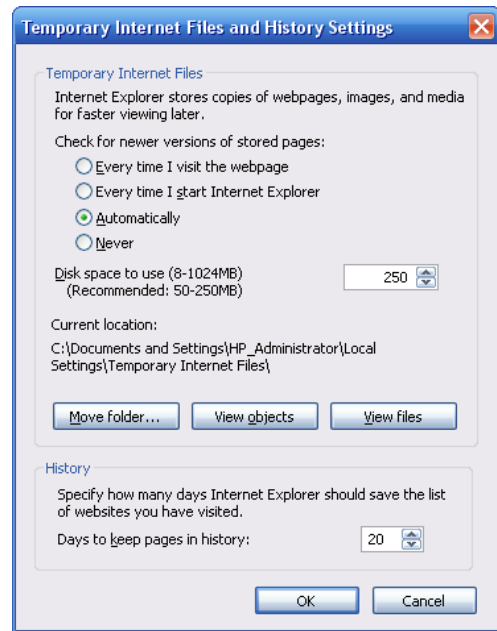 Temporary Internet Files and History Settings
Temporary Internet Files
Internet Explorer stores copies of webpages, images, and media
for faster viewing later.
Check for newer versions of stored pages:
Every time I visit the webpage
Every time I start Internet Explorer
Automatically
Never
Disk space to use (8-1024MB)
250
(Recommended: 50-250MB)
Current location:
C:\Documents and Settings\HP_Administrator\Local
Settings\Temporary Internet Files\
Move folder... View objects View files
History
Specify how many days Internet Explorer should save the list
of websites you have visited.
Days to keep pages in history: 20
OK Cancel